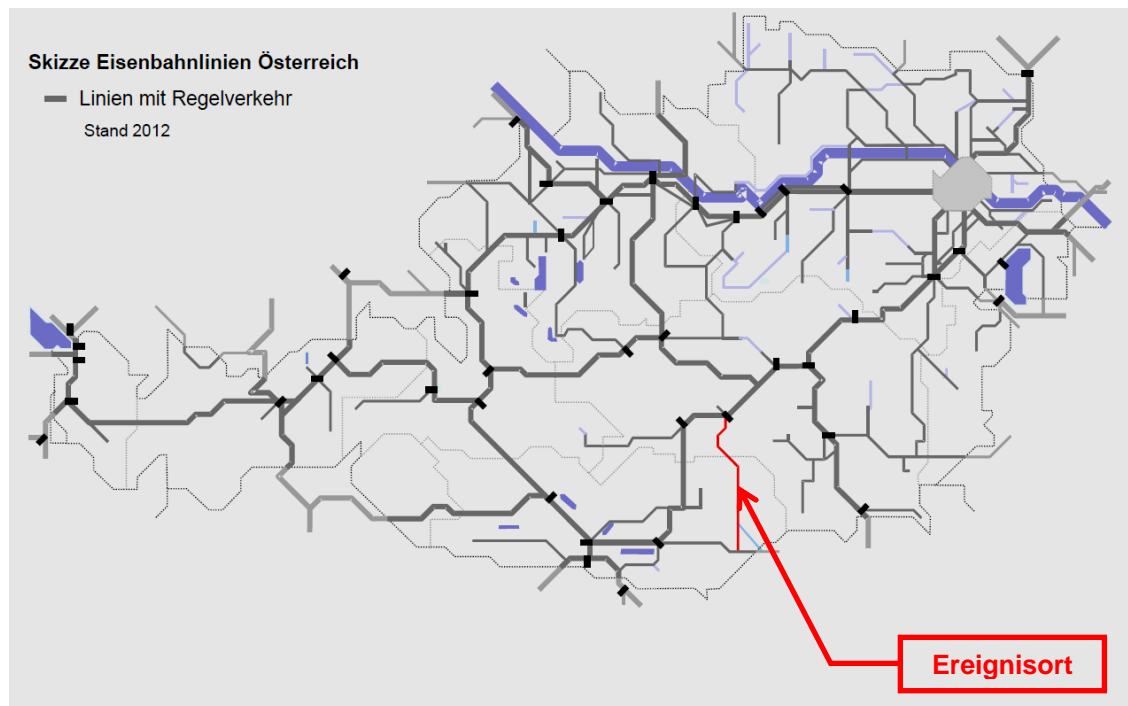 Skizze Eisenbahnlinien Österreich
Linien mit Regelverkehr
Stand 2012
Ereignisort